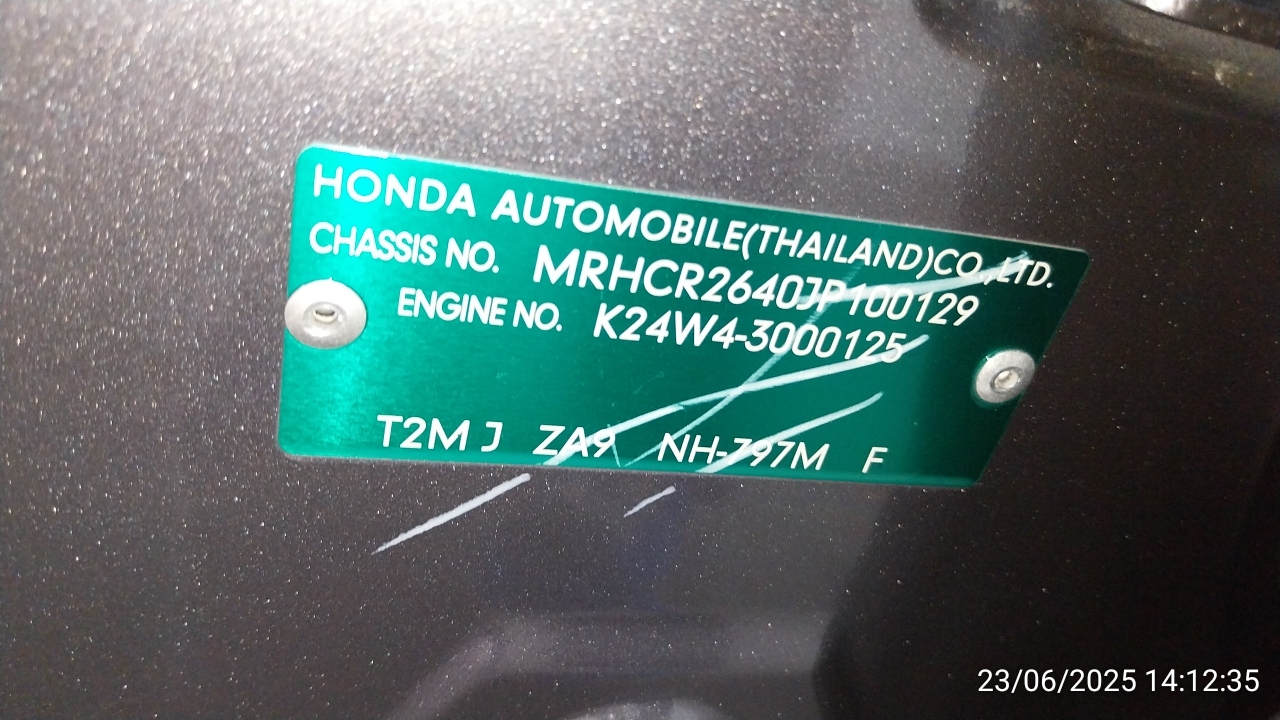 HONDA AUTOMOBILE(THAILAND)CO.,LTD.
CHASSIS NO. MRHCR2640JP100129
ENGINE NO. K24W4-3000125
T2M J ZA9 NH-797M F
23/06/2025 14:12:35